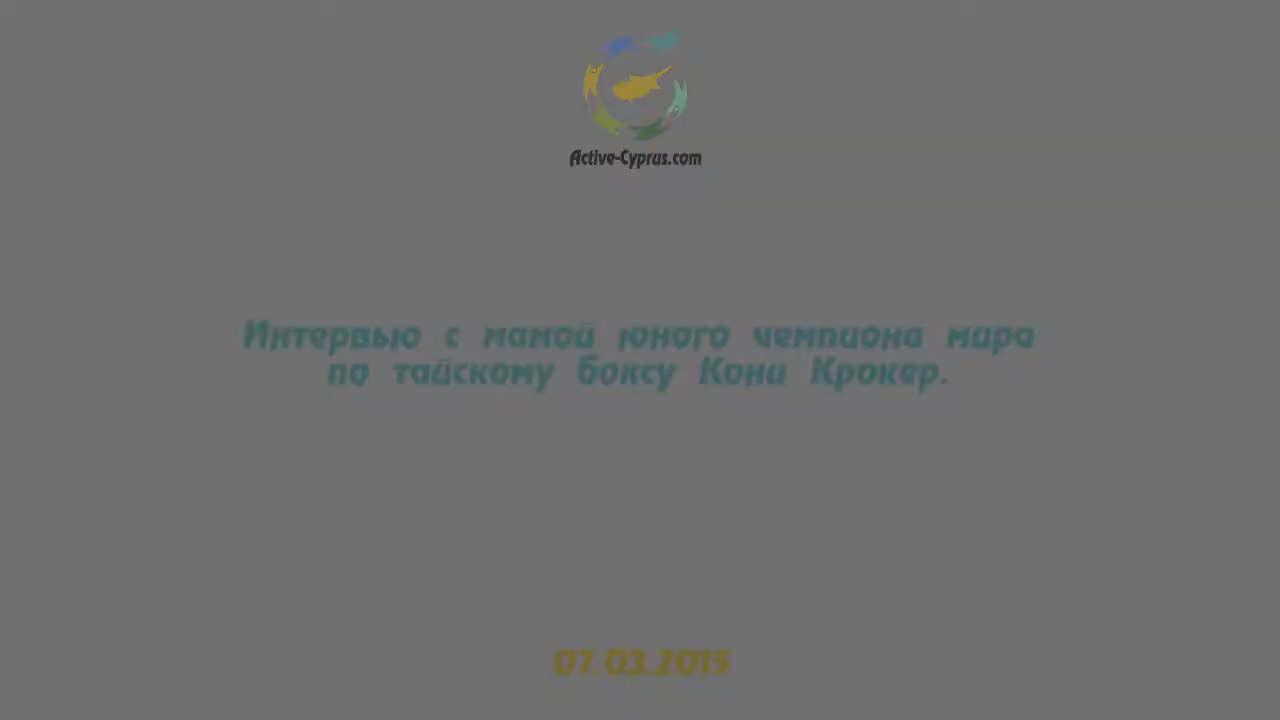 Active-Cyprus.com
Интервью с мамой юного чемпиона мира
по тайскому боксу Кони Крокер.
07.03.2015